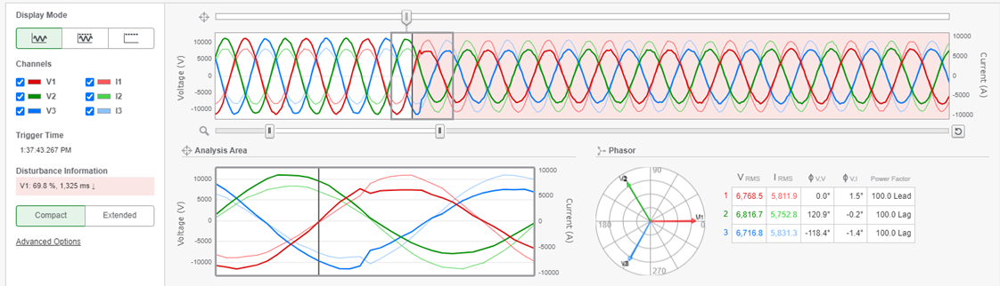 Display Mode
Channels
V1 I1
V2 I2
V3 I3
Trigger Time
1:37:43.267 PM
Disturbance Information
V1: 69.8 %, 1,325 ms ↓
Compact Extended
Advanced Options
Voltage (V)
10000
5000
0
-5000
-10000
10000
5000
0
-5000
-10000
Current (A)
Analysis Area
Voltage (V)
10000
5000
0
-5000
-10000
10000
5000
0
-5000
-10000
Current (A)
Phasor
90
180
0
270
V1
V2
V3
V RMS I RMS ϕ V,V ϕ V,I Power Factor
1 6,768.5 5,811.9 0.0° 1.5° 100.0 Lead
2 6,816.7 5,752.8 120.9° -0.2° 100.0 Lag
3 6,716.8 5,831.3 -118.4° -1.4° 100.0 Lag